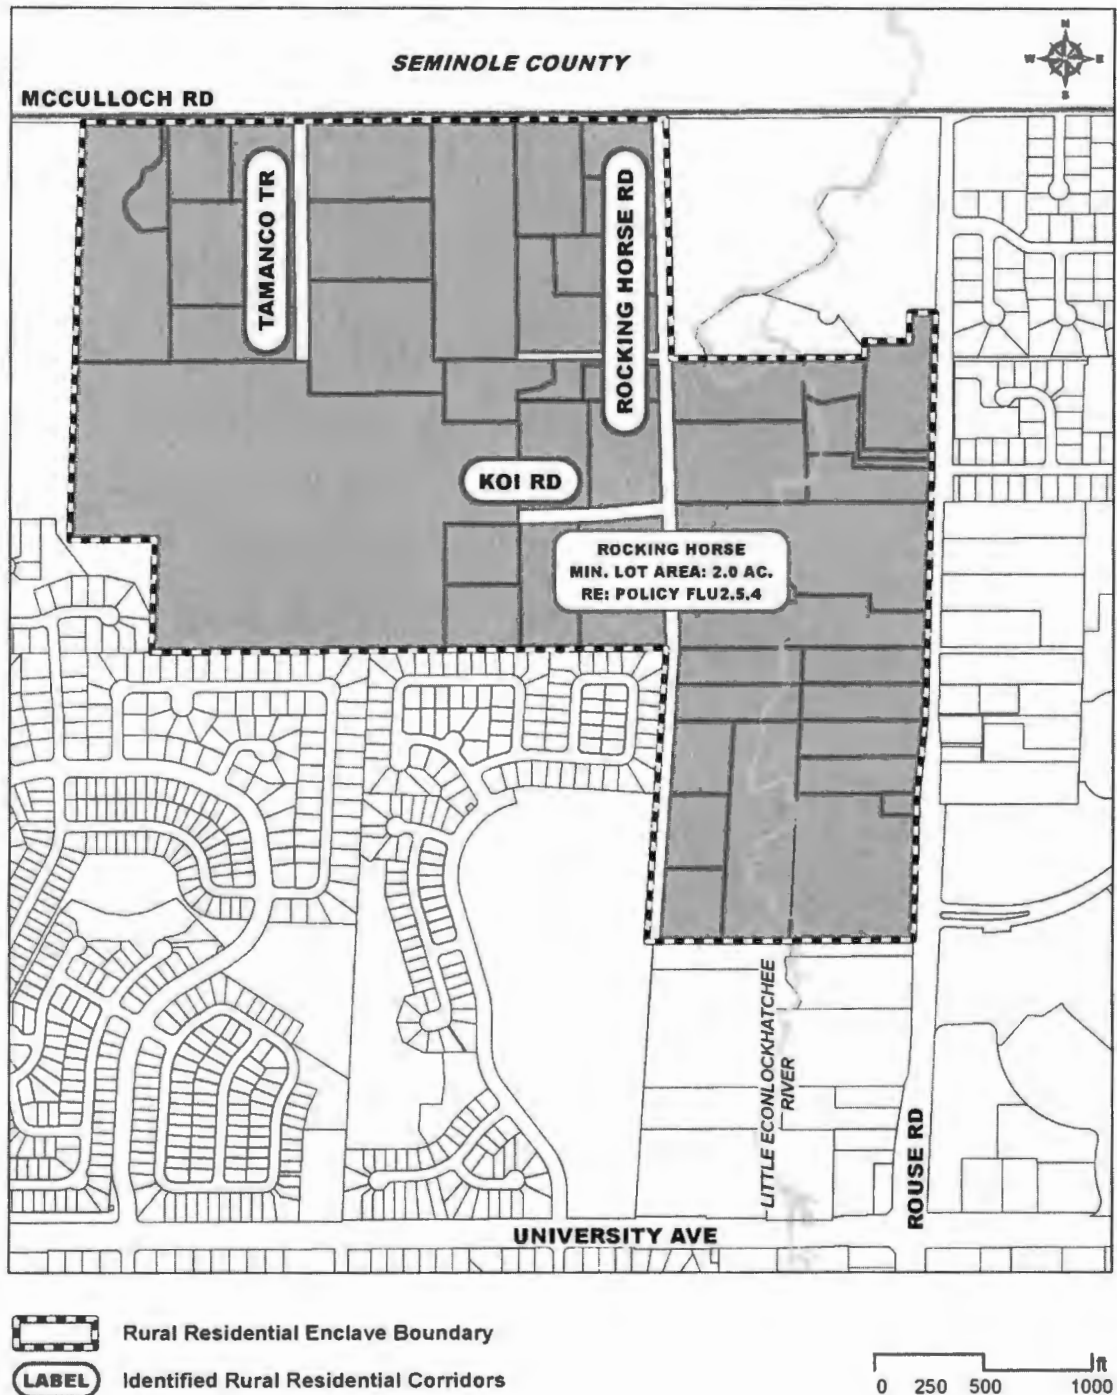 SEMINOLE COUNTY
N
W E
S
MCCULLOCH RD
TAMANCO TR
ROCKING HORSE RD
KOI RD
ROCKING HORSE
MIN. LOT AREA: 2.0 AC.
RE: POLICY FLU2.5.4
LITTLE ECONLOCKHATCHEE
RIVER
ROUSE RD
UNIVERSITY AVE
Rural Residential Enclave Boundary
LABEL Identified Rural Residential Corridors
ft
0 250 500 1000